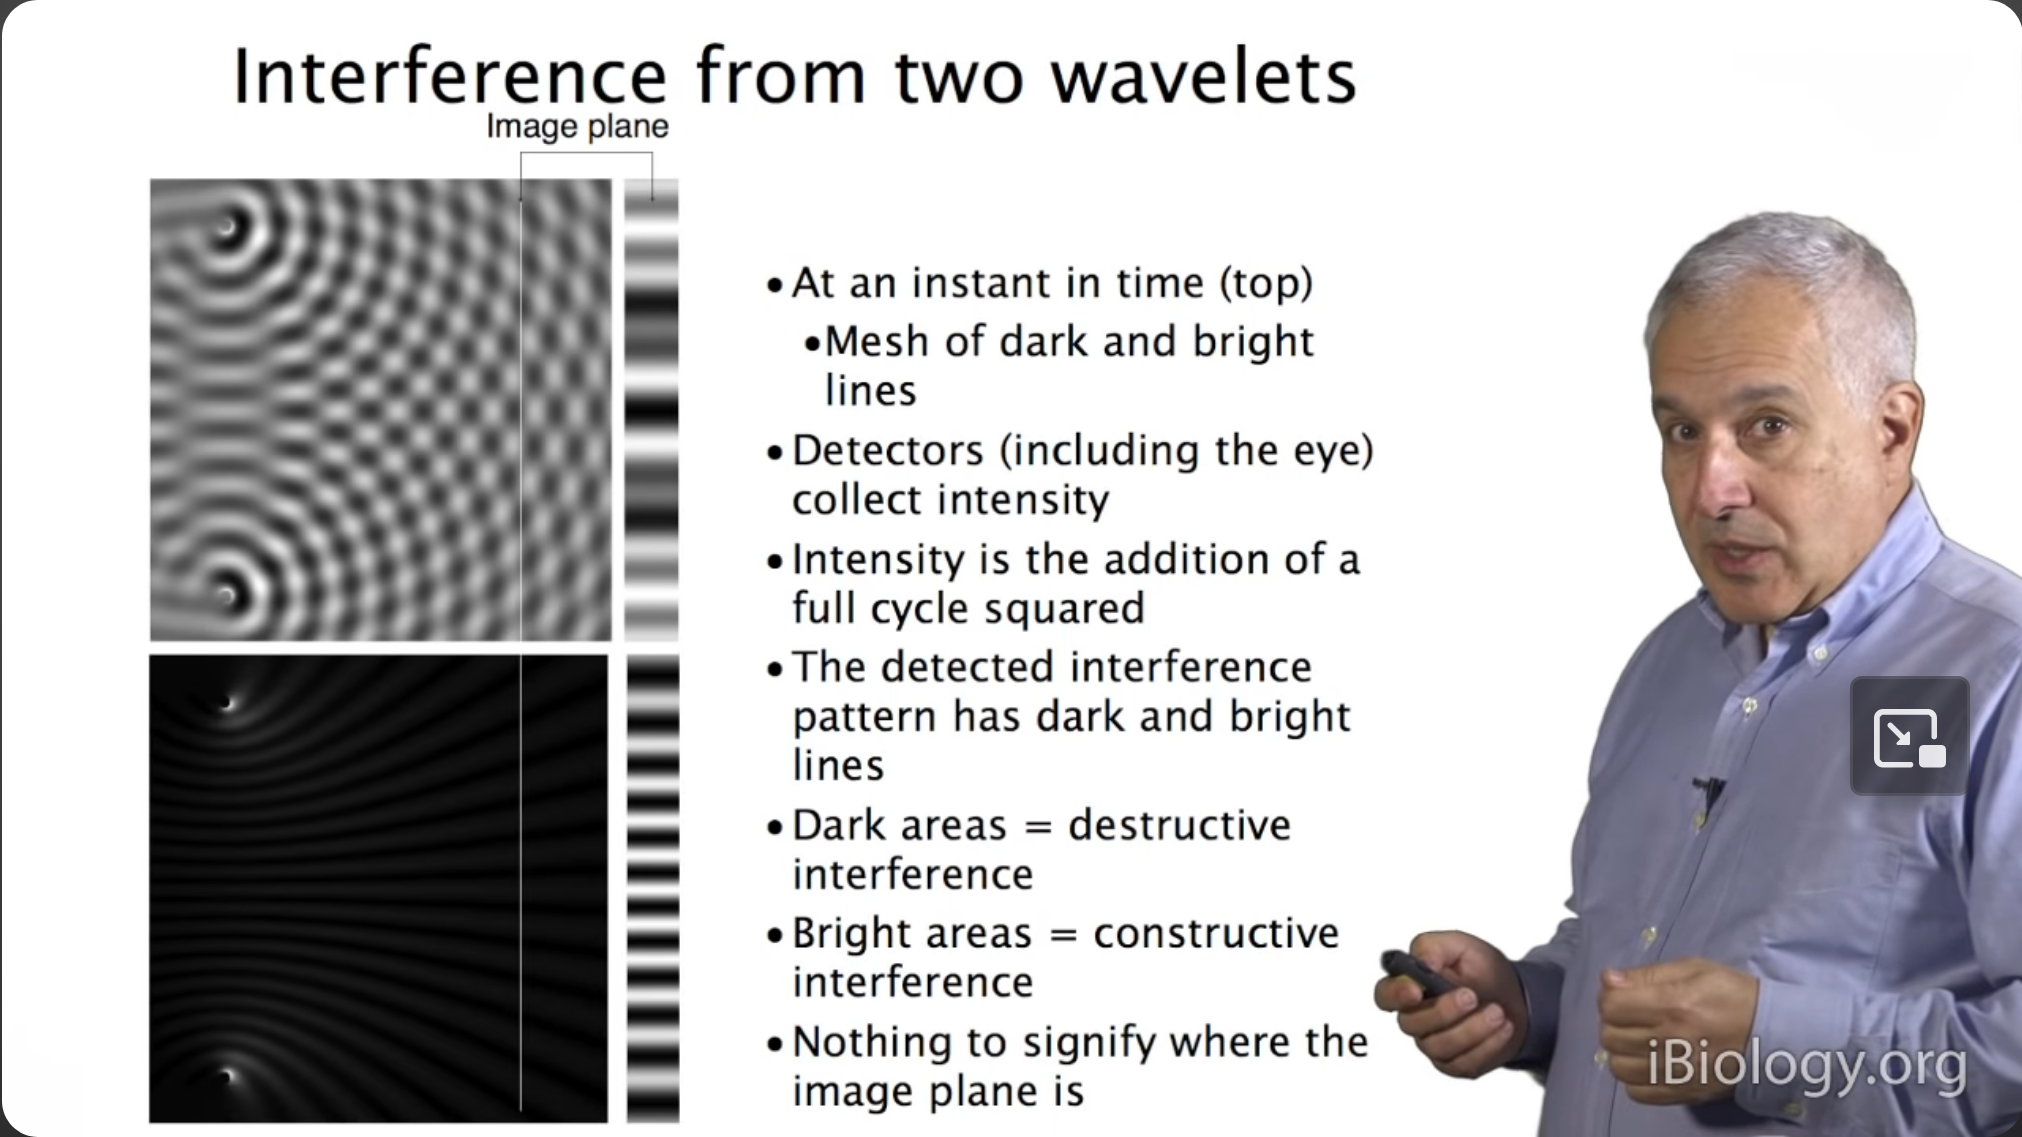 Interference from two wavelets
Image plane
•At an instant in time (top)
•Mesh of dark and bright
lines
•Detectors (including the eye)
collect intensity
•Intensity is the addition of a
full cycle squared
•The detected interference
pattern has dark and bright
lines
•Dark areas = destructive
interference
•Bright areas = constructive
interference
•Nothing to signify where the
image plane is
iBiology.org